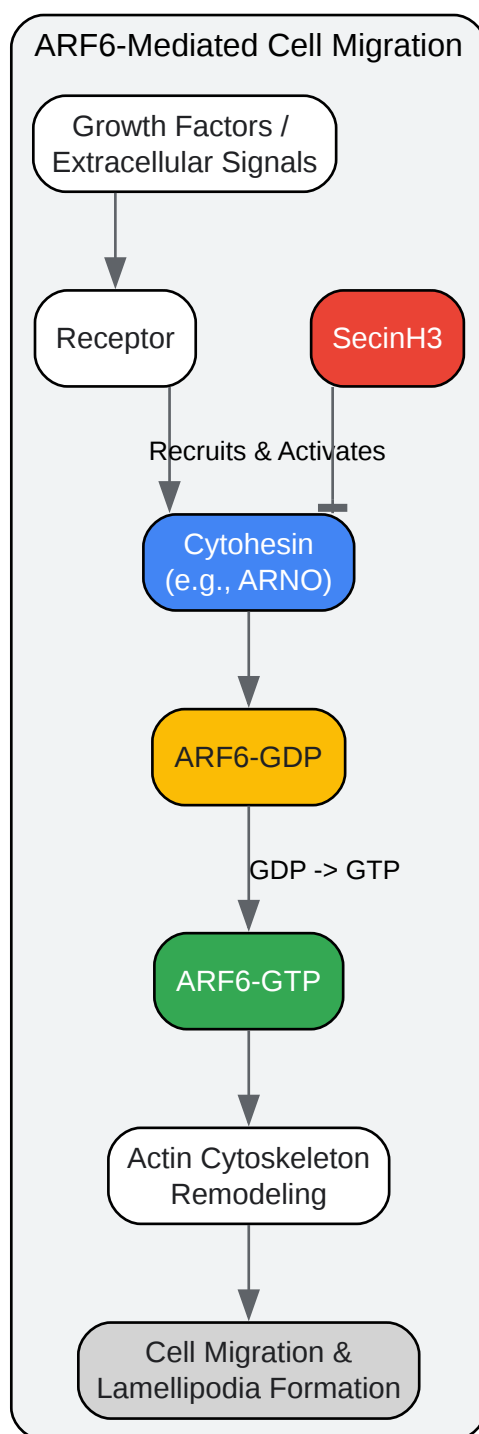 ARF6-Mediated Cell Migration
Growth Factors /
Extracellular Signals
Receptor
SecinH3
Recruits & Activates
Cytohesin
(e.g., ARNO)
ARF6-GDP
GDP -> GTP
ARF6-GTP
Actin Cytoskeleton
Remodeling
Cell Migration &
Lamellipodia Formation